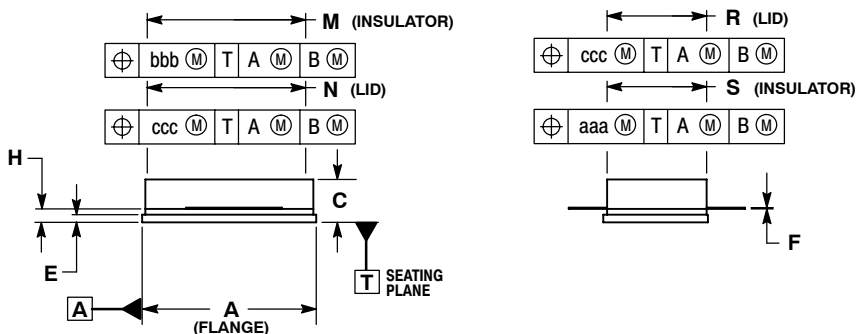 M (INSULATOR)
⌖ bbb Ⓜ T A Ⓜ B Ⓜ
N (LID)
⌖ ccc Ⓜ T A Ⓜ B Ⓜ
R (LID)
⌖ ccc Ⓜ T A Ⓜ B Ⓜ
S (INSULATOR)
⌖ aaa Ⓜ T A Ⓜ B Ⓜ
H
C
E
F
T SEATING
PLANE
A
A
(FLANGE)